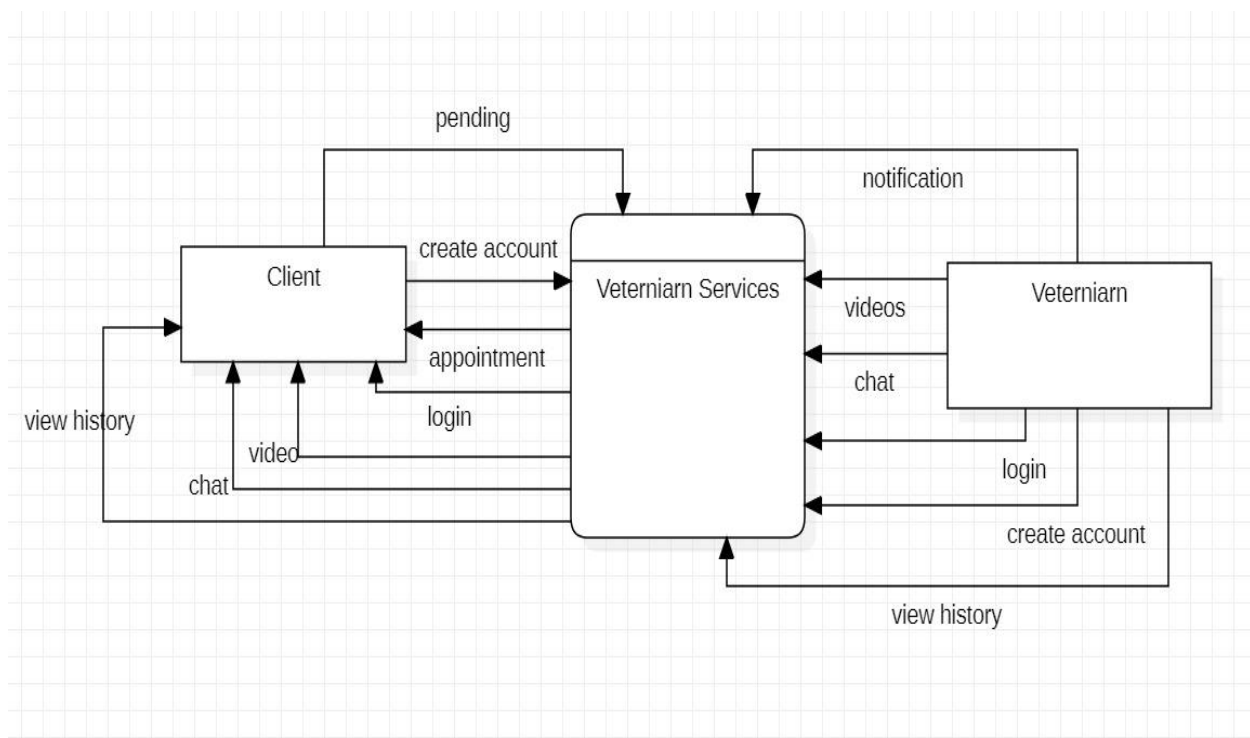 pending
notification
create account
Client
Veterniarn Services
Veterniarn
videos
appointment
chat
login
view history
video
login
chat
create account
view history